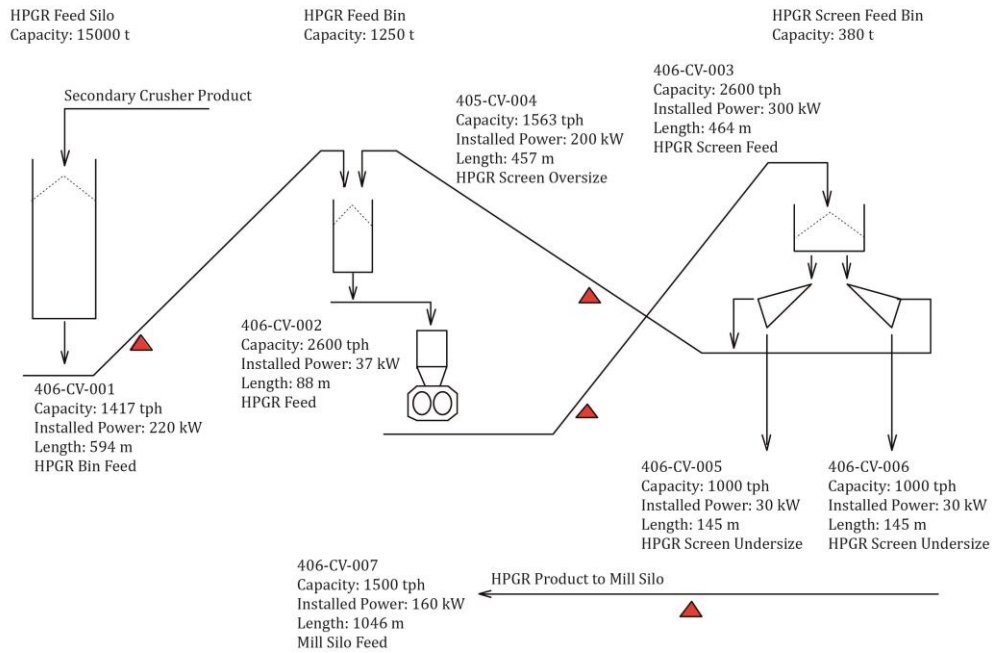 HPGR Feed Silo
Capacity: 15000 t
HPGR Feed Bin
Capacity: 1250 t
HPGR Screen Feed Bin
Capacity: 380 t
Secondary Crusher Product
405-CV-004
Capacity: 1563 tph
Installed Power: 200 kW
Length: 457 m
HPGR Screen Oversize
406-CV-003
Capacity: 2600 tph
Installed Power: 300 kW
Length: 464 m
HPGR Screen Feed
406-CV-002
Capacity: 2600 tph
Installed Power: 37 kW
Length: 88 m
HPGR Feed
406-CV-001
Capacity: 1417 tph
Installed Power: 220 kW
Length: 594 m
HPGR Bin Feed
406-CV-005
Capacity: 1000 tph
Installed Power: 30 kW
Length: 145 m
HPGR Screen Undersize
406-CV-006
Capacity: 1000 tph
Installed Power: 30 kW
Length: 145 m
HPGR Screen Undersize
406-CV-007
Capacity: 1500 tph
Installed Power: 160 kW
Length: 1046 m
Mill Silo Feed
HPGR Product to Mill Silo